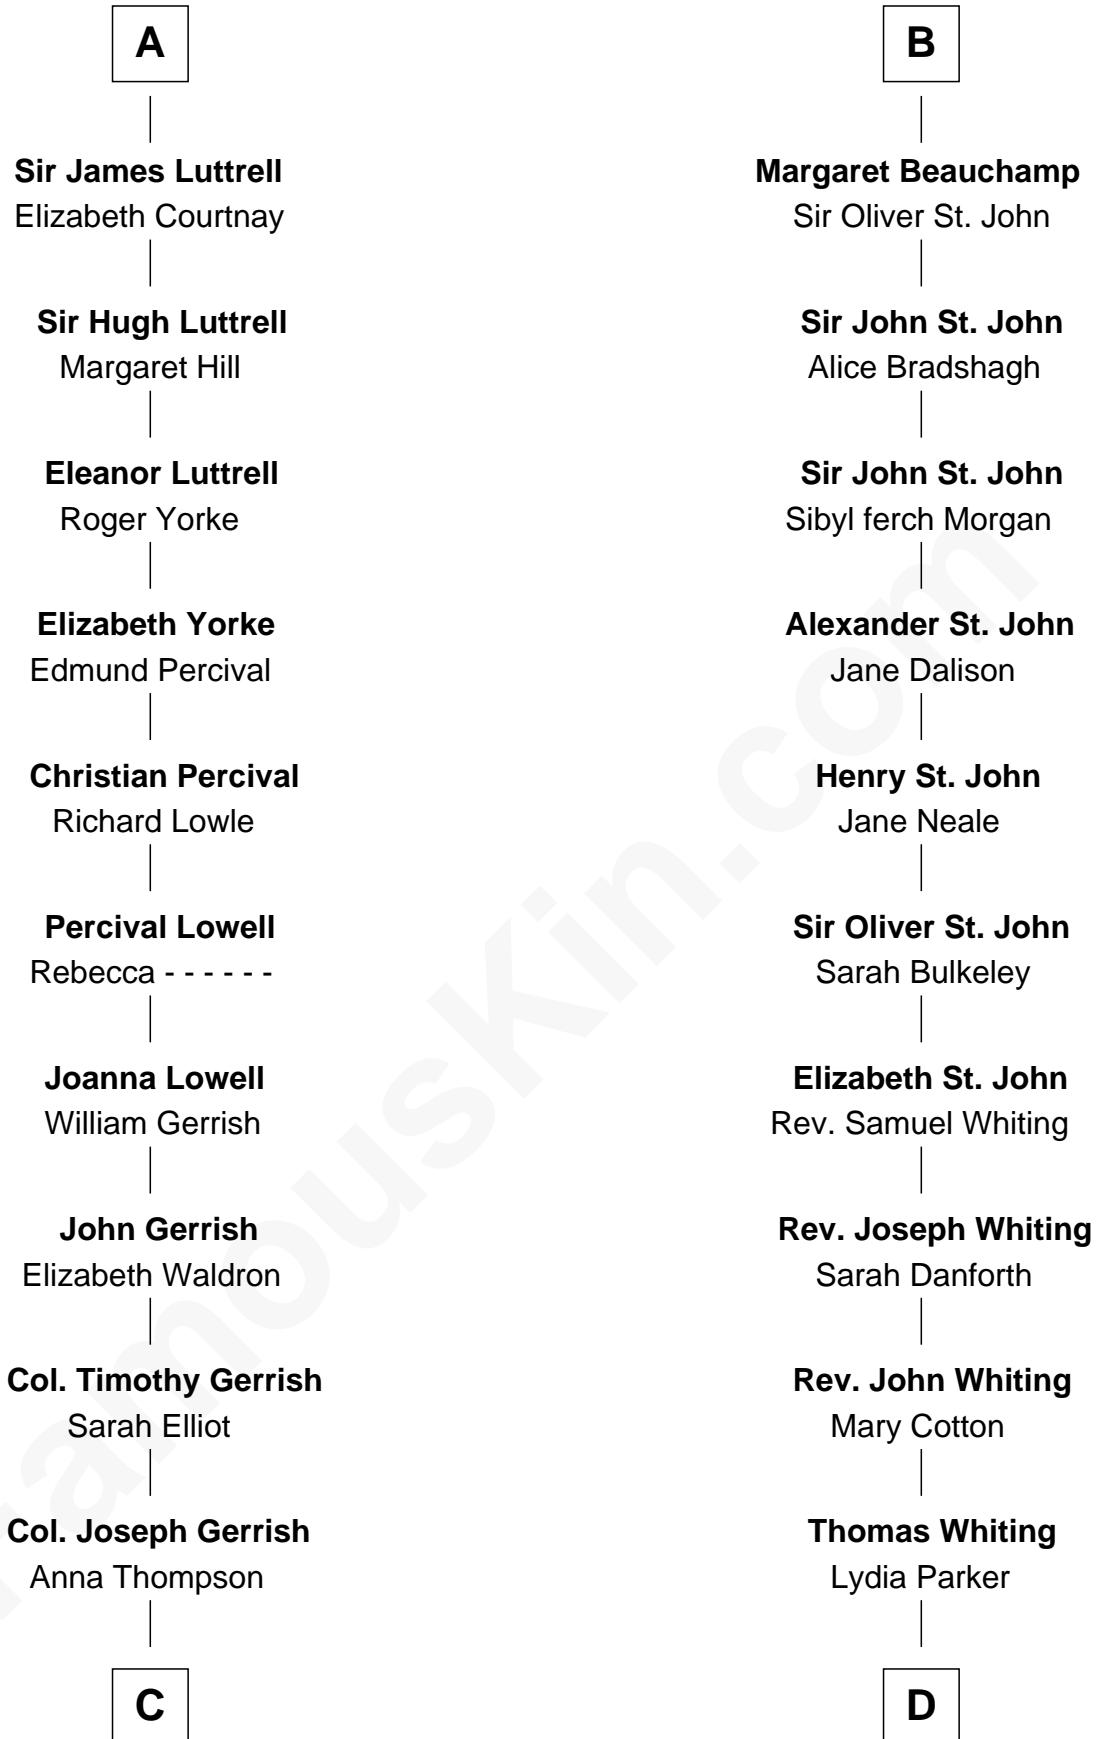 A
Sir James Luttrell
Elizabeth Courtnay
Sir Hugh Luttrell
Margaret Hill
Eleanor Luttrell
Roger Yorke
Elizabeth Yorke
Edmund Percival
Christian Percival
Richard Lowle
Percival Lowell
Rebecca - - - - - -
Joanna Lowell
William Gerrish
John Gerrish
Elizabeth Waldron
Col. Timothy Gerrish
Sarah Elliot
Col. Joseph Gerrish
Anna Thompson
C
B
Margaret Beauchamp
Sir Oliver St. John
Sir John St. John
Alice Bradshagh
Sir John St. John
Sibyl ferch Morgan
Alexander St. John
Jane Dalison
Henry St. John
Jane Neale
Sir Oliver St. John
Sarah Bulkeley
Elizabeth St. John
Rev. Samuel Whiting
Rev. Joseph Whiting
Sarah Danforth
Rev. John Whiting
Mary Cotton
Thomas Whiting
Lydia Parker
D
FamousKin.com